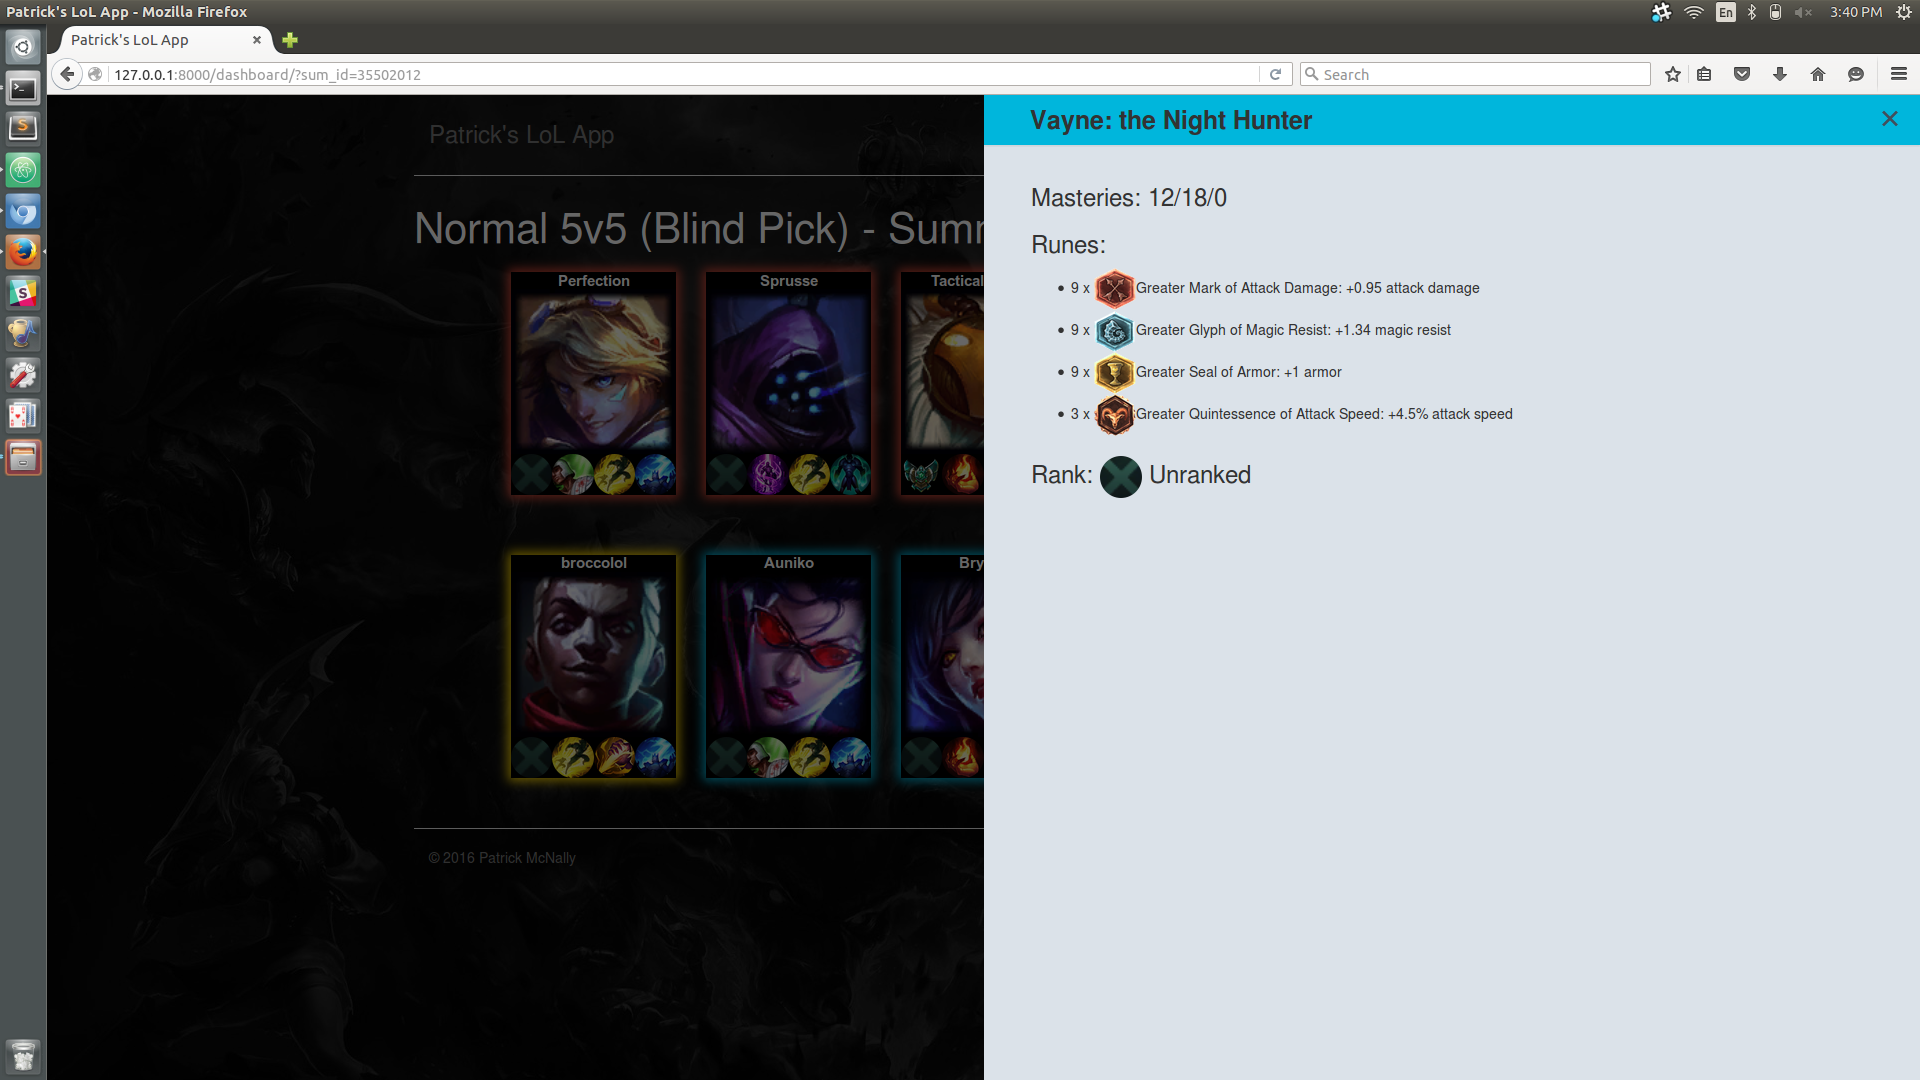 Patrick's LoL App - Mozilla Firefox
En
3:40 PM
Patrick's LoL App
127.0.0.1:8000/dashboard/?sum_id=35502012
Search
Patrick's LoL App
Normal 5v5 (Blind Pick) - Sum
Perfection
Sprusse
Tactical
broccolol
Auniko
Bry
© 2016 Patrick McNally
Vayne: the Night Hunter
Masteries: 12/18/0
Runes:
• 9 x Greater Mark of Attack Damage: +0.95 attack damage
• 9 x Greater Glyph of Magic Resist: +1.34 magic resist
• 9 x Greater Seal of Armor: +1 armor
• 3 x Greater Quintessence of Attack Speed: +4.5% attack speed
Rank: Unranked